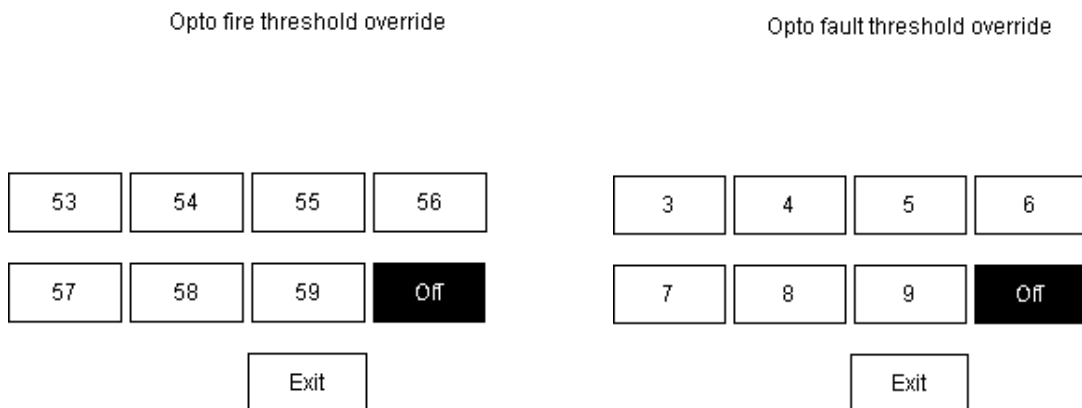 Opto fire threshold override
53 54 55 56
57 58 59 Off
Exit
Opto fault threshold override
3 4 5 6
7 8 9 Off
Exit